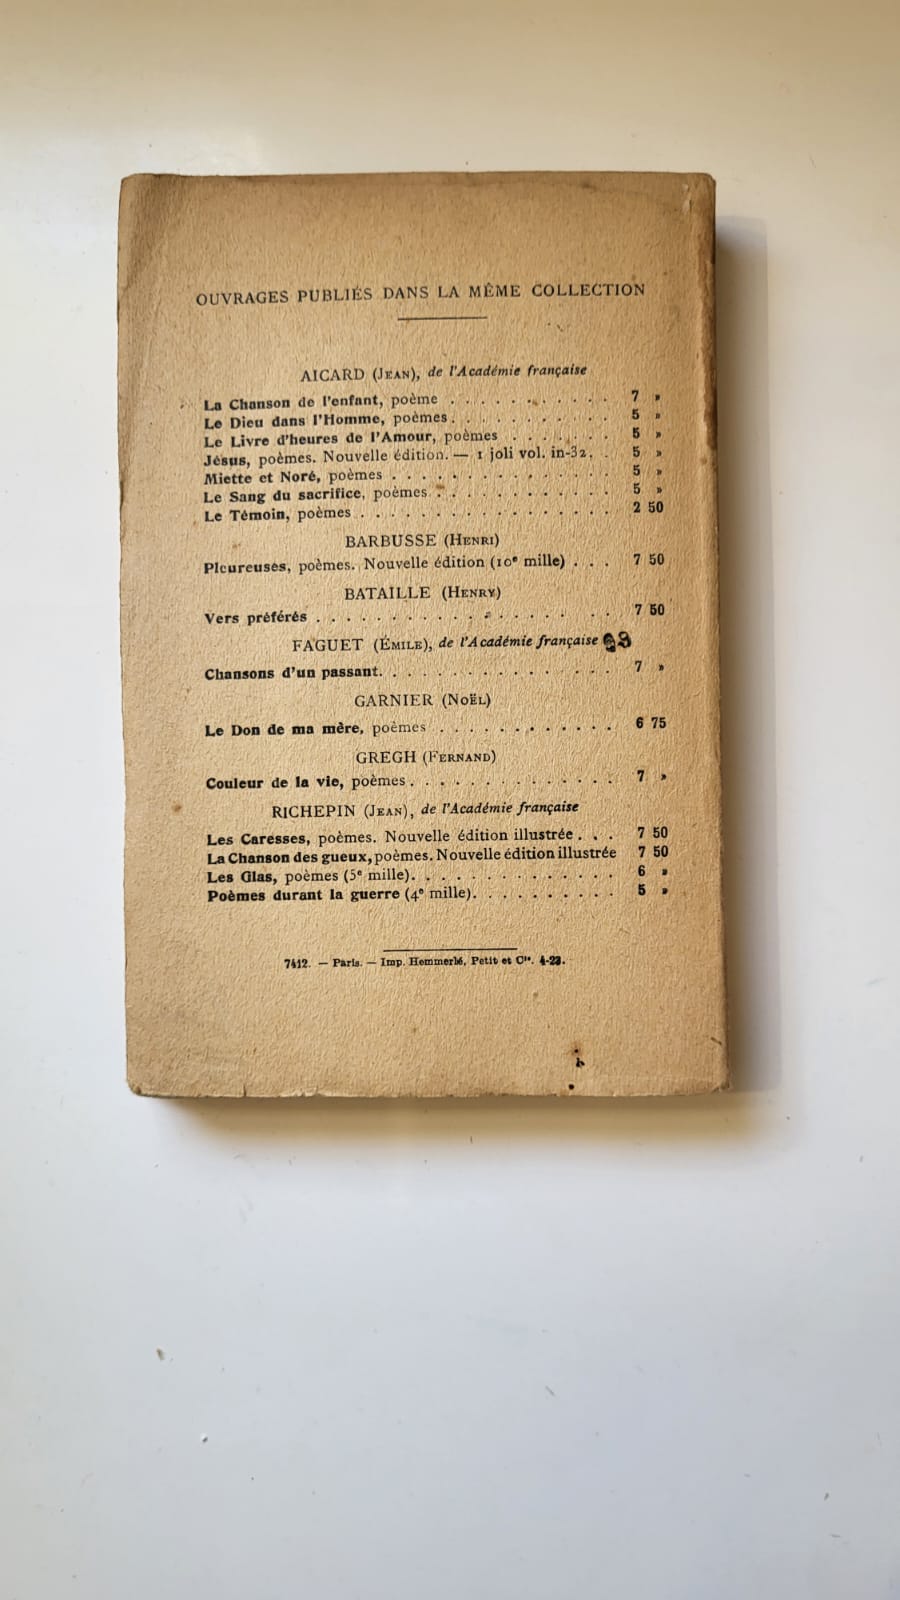 OUVRAGES PUBLIÉS DANS LA MÊME COLLECTION
AICARD (JEAN), de l'Académie française
La Chanson de l'enfant, poème . . . . . . . . . . . 7 »
Le Dieu dans l'Homme, poèmes. . . . . . . . . . . 5 »
Le Livre d'heures de l'Amour, poèmes . . . . . . . 5 »
Jésus, poèmes. Nouvelle édition. — 1 joli vol. in-32. . 5 »
Miette et Noré, poèmes . . . . . . . . . . . . . . . 5 »
Le Sang du sacrifice, poèmes. . . . . . . . . . . . 5 »
Le Témoin, poèmes . . . . . . . . . . . . . . . . . 2 50
BARBUSSE (HENRI)
Pleureuses, poèmes. Nouvelle édition (10e mille) . . . 7 50
BATAILLE (HENRY)
Vers préférés . . . . . . . . . . . . . . . . . . . 7 50
FAGUET (ÉMILE), de l'Académie française
Chansons d'un passant. . . . . . . . . . . . . . . . 7 »
GARNIER (NOËL)
Le Don de ma mère, poèmes . . . . . . . . . . . . 6 75
GREGH (FERNAND)
Couleur de la vie, poèmes . . . . . . . . . . . . . . 7 »
RICHEPIN (JEAN), de l'Académie française
Les Caresses, poèmes. Nouvelle édition illustrée . . . 7 50
La Chanson des gueux, poèmes. Nouvelle édition illustrée 7 50
Les Glas, poèmes (5e mille). . . . . . . . . . . . . . 6 »
Poèmes durant la guerre (4e mille). . . . . . . . . . 5 »
7412. — Paris. — Imp. Hemmerlé, Petit et Cie. 4-23.